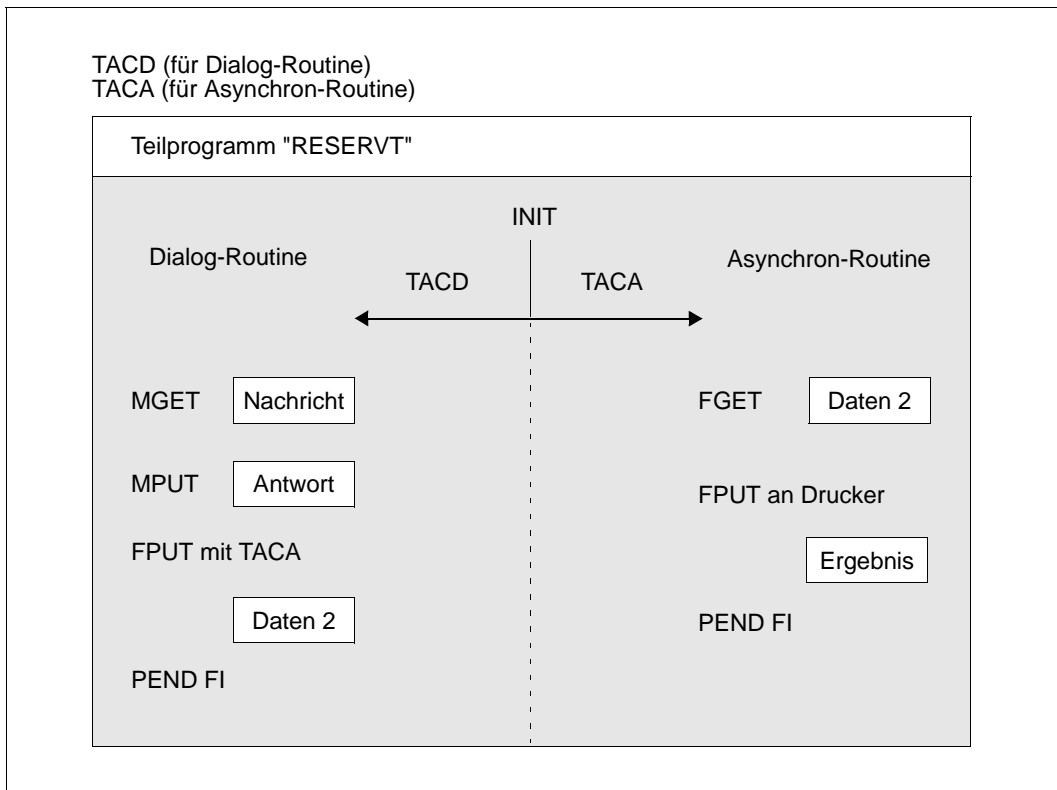 TACD (für Dialog-Routine)
TACA (für Asynchron-Routine)
Teilprogramm "RESERVT"
INIT
Dialog-Routine
Asynchron-Routine
TACD
TACA
MGET
Nachricht
FGET
Daten 2
MPUT
Antwort
FPUT an Drucker
FPUT mit TACA
Ergebnis
Daten 2
PEND FI
PEND FI